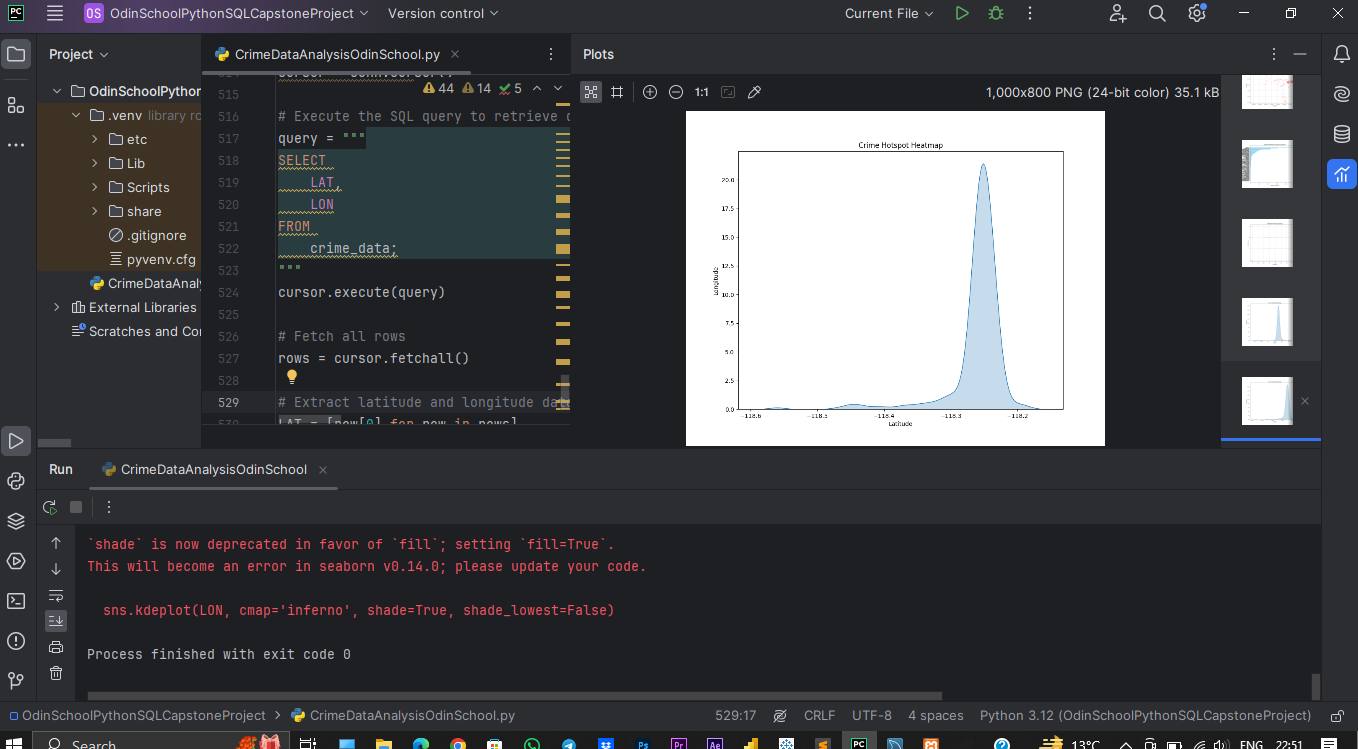 PC OS OdinSchoolPythonSQLCapstoneProject Version control Current File
Project
OdinSchoolPython
.venv library ro
etc
Lib
Scripts
share
.gitignore
pyvenv.cfg
CrimeDataAnaly
External Libraries
Scratches and Co
CrimeDataAnalysisOdinSchool.py
44 14 5
515
516 # Execute the SQL query to retrieve
517 query = """
518 SELECT
519 LAT,
520 LON
521 FROM
522 crime_data;
523 """
524 cursor.execute(query)
525
526 # Fetch all rows
527 rows = cursor.fetchall()
528
529 # Extract latitude and longitude dat
LAT = [row[0] for row in rows]
Plots
1:1 1,000x800 PNG (24-bit color) 35.1 kB
Crime Hotspot Heatmap
20.0
17.5
15.0
12.5
10.0
7.5
5.0
2.5
0.0
Longitude
−118.6 −118.5 −118.4 −118.3 −118.2
Latitude
Run CrimeDataAnalysisOdinSchool
`shade` is now deprecated in favor of `fill`; setting `fill=True`.
This will become an error in seaborn v0.14.0; please update your code.
sns.kdeplot(LON, cmap='inferno', shade=True, shade_lowest=False)
Process finished with exit code 0
OdinSchoolPythonSQLCapstoneProject CrimeDataAnalysisOdinSchool.py 529:17 CRLF UTF-8 4 spaces Python 3.12 (OdinSchoolPythonSQLCapstoneProject)
Search Ps Pr Ae PC 13°C ENG 22:51